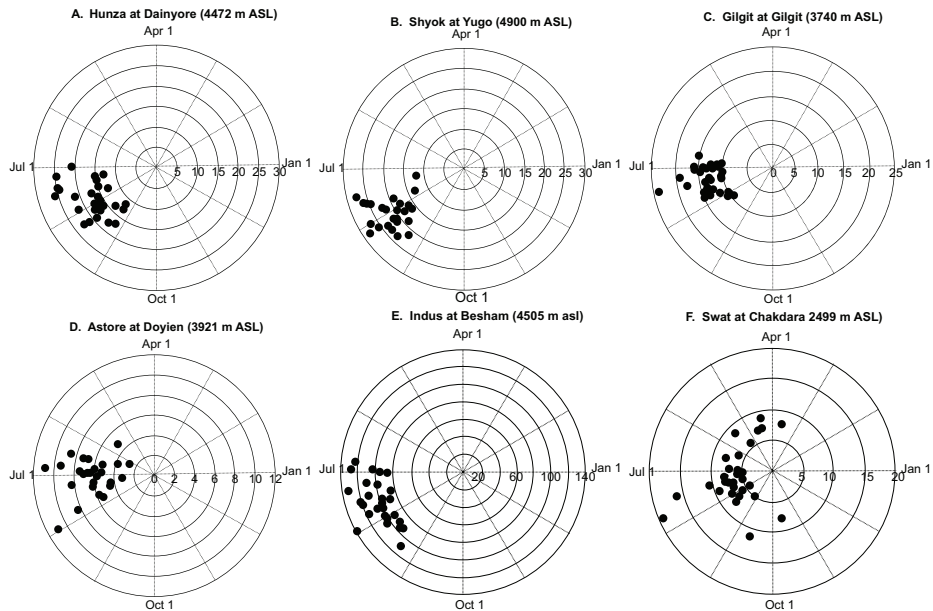 A. Hunza at Dainyore (4472 m ASL)
Apr 1
Jul 1
5 10 15 20 25 30
Jan 1
Oct 1
B. Shyok at Yugo (4900 m ASL)
Apr 1
Jul 1
5 10 15 20 25 30
Jan 1
Oct 1
C. Gilgit at Gilgit (3740 m ASL)
Apr 1
Jul 1
0 5 10 15 20 25
Jan 1
Oct 1
D. Astore at Doyien (3921 m ASL)
Apr 1
Jul 1
0 2 4 6 8 10 12
Jan 1
Oct 1
E. Indus at Besham (4505 m asl)
Apr 1
Jul 1
20 60 100 140
Jan 1
Oct 1
F. Swat at Chakdara 2499 m ASL)
Apr 1
Jul 1
0 5 10 15 20
Jan 1
Oct 1